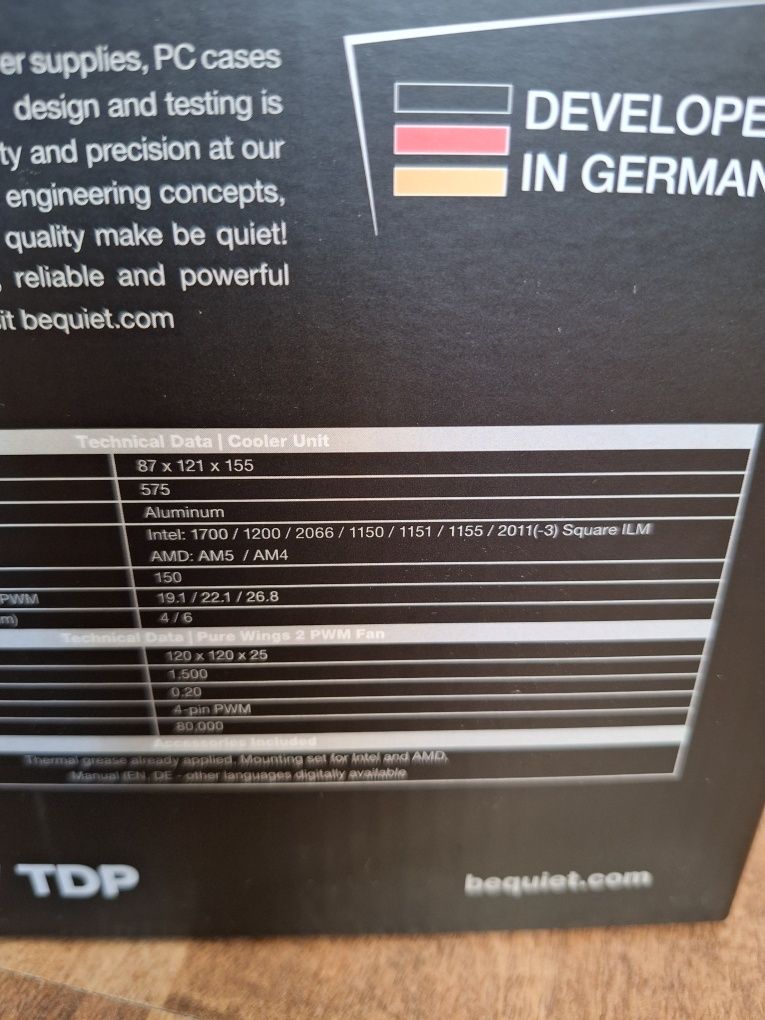 er supplies, PC cases
design and testing is
ty and precision at our
engineering concepts,
quality make be quiet!
, reliable and powerful
it bequiet.com
DEVELOPE
IN GERMAN
Technical Data | Cooler Unit
87 x 121 x 155
575
Aluminum
Intel: 1700 / 1200 / 2066 / 1150 / 1151 / 1155 / 2011(-3) Square ILM
AMD: AM5 / AM4
150
PWM 19.1 / 22.1 / 26.8
m) 4 / 6
Technical Data | Pure Wings 2 PWM Fan
120 x 120 x 25
1.500
0.20
4-pin PWM
80.000
Accessories Included
Thermal grease already applied, Mounting set for Intel and AMD,
Manual (EN, DE - other languages digitally available
TDP
bequiet.com